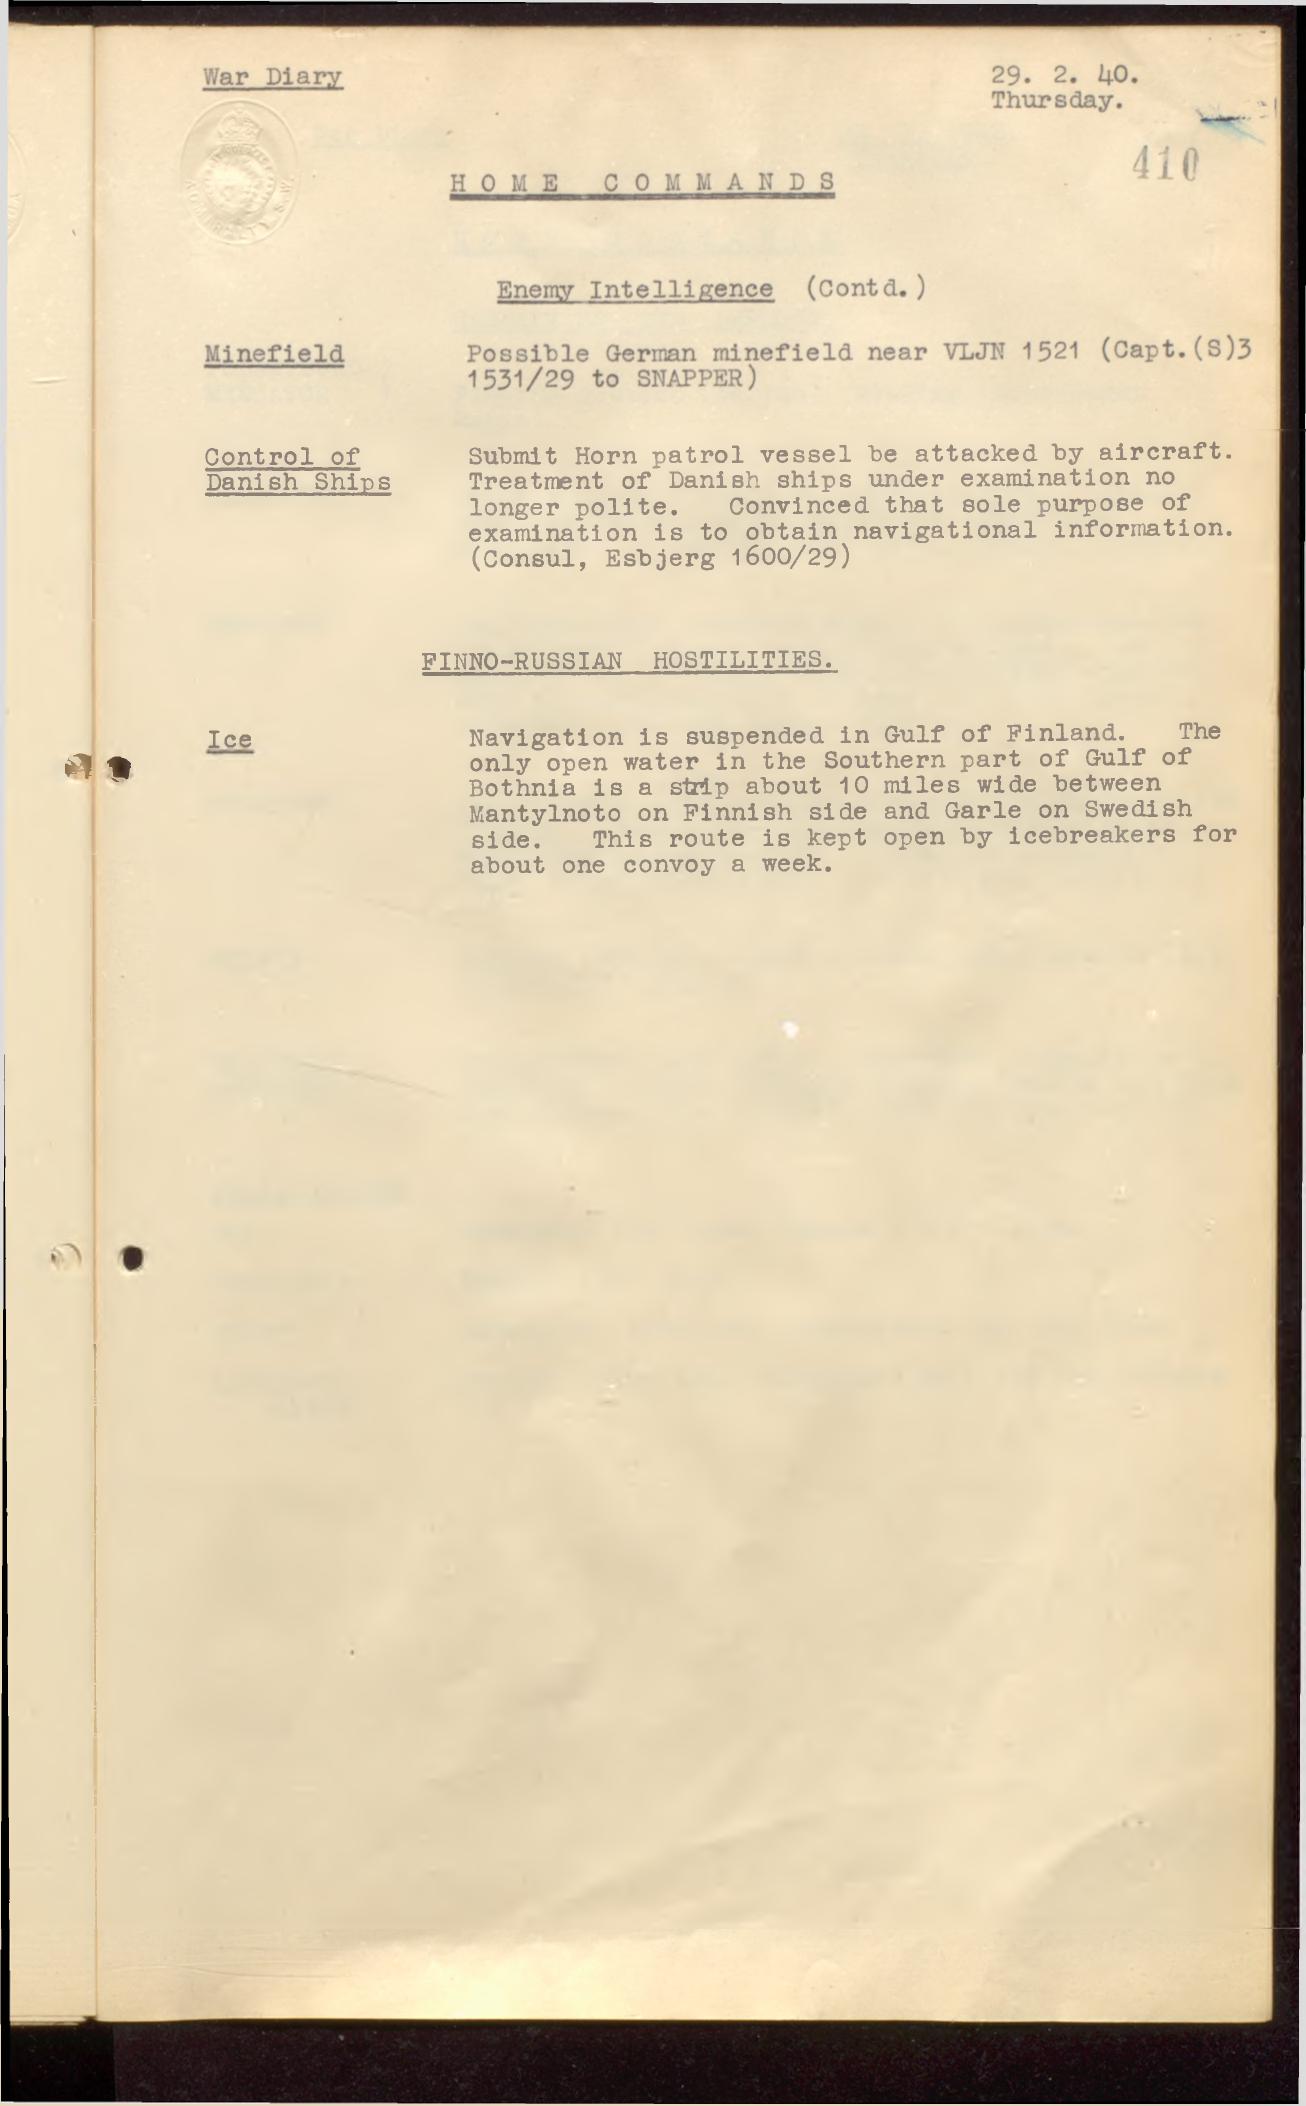 War Diary
29. 2. 40.
Thursday.
410
HOME COMMANDS
Enemy Intelligence (Contd.)
Minefield
Possible German minefield near VLJN 1521 (Capt.(S)3
1531/29 to SNAPPER)
Control of
Danish Ships
Submit Horn patrol vessel be attacked by aircraft.
Treatment of Danish ships under examination no
longer polite. Convinced that sole purpose of
examination is to obtain navigational information.
(Consul, Esbjerg 1600/29)
FINNO-RUSSIAN HOSTILITIES.
Ice
Navigation is suspended in Gulf of Finland. The
only open water in the Southern part of Gulf of
Bothnia is a strip about 10 miles wide between
Mantylnoto on Finnish side and Garle on Swedish
side. This route is kept open by icebreakers for
about one convoy a week.